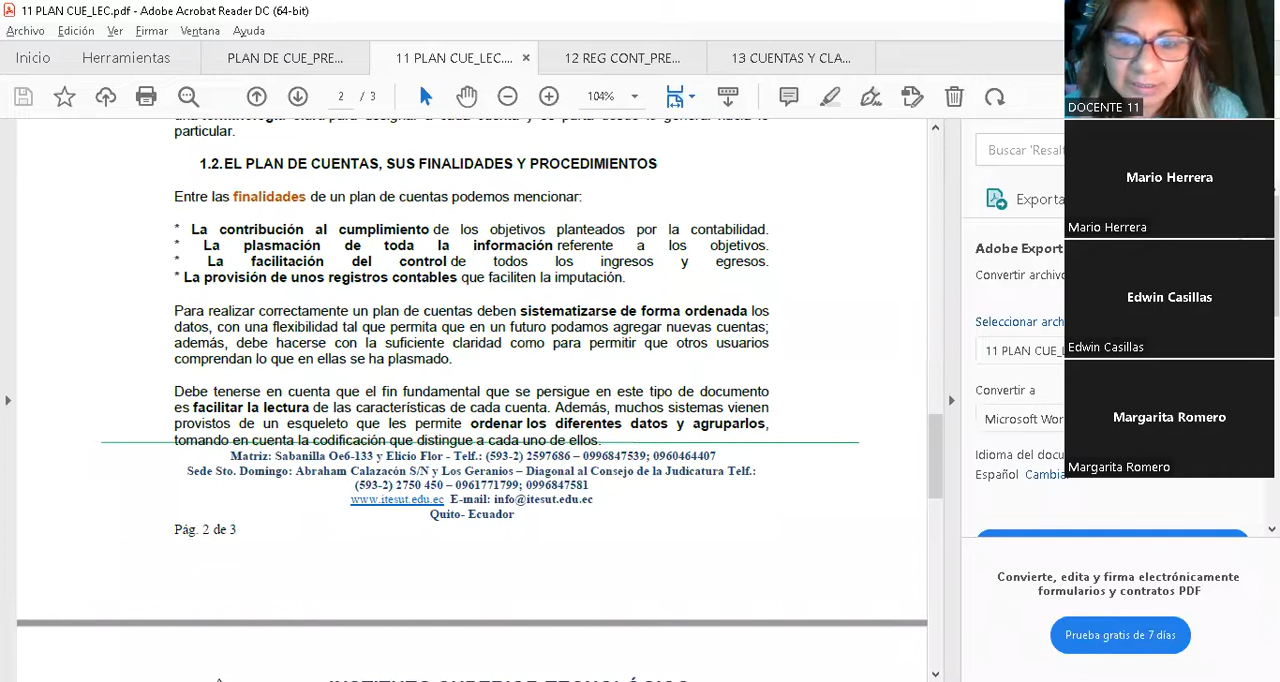 11 PLAN CUE_LEC.pdf - Adobe Acrobat Reader DC (64-bit)
Archivo Edición Ver Firmar Ventana Ayuda
Inicio Herramientas PLAN DE CUE_PRE... 11 PLAN CUE_LEC.... × 12 REG CONT_PRE... 13 CUENTAS Y CLA...
2 / 3 104%
particular.
1.2.EL PLAN DE CUENTAS, SUS FINALIDADES Y PROCEDIMIENTOS
Entre las finalidades de un plan de cuentas podemos mencionar:
* La contribución al cumplimiento de los objetivos planteados por la contabilidad.
* La plasmación de toda la información referente a los objetivos.
* La facilitación del control de todos los ingresos y egresos.
* La provisión de unos registros contables que faciliten la imputación.
Para realizar correctamente un plan de cuentas deben sistematizarse de forma ordenada los
datos, con una flexibilidad tal que permita que en un futuro podamos agregar nuevas cuentas;
además, debe hacerse con la suficiente claridad como para permitir que otros usuarios
comprendan lo que en ellas se ha plasmado.
Debe tenerse en cuenta que el fin fundamental que se persigue en este tipo de documento
es facilitar la lectura de las características de cada cuenta. Además, muchos sistemas vienen
provistos de un esqueleto que les permite ordenar los diferentes datos y agruparlos,
tomando en cuenta la codificación que distingue a cada uno de ellos.
Matriz: Sabanilla Oe6-133 y Elicio Flor - Telf.: (593-2) 2597686 – 0996847539; 0960464407
Sede Sto. Domingo: Abraham Calazacón S/N y Los Geranios – Diagonal al Consejo de la Judicatura Telf.:
(593-2) 2750 450 – 0961771799; 0996847581
www.itesut.edu.ec E-mail: info@itesut.edu.ec
Quito- Ecuador
Pág. 2 de 3
Buscar 'Resal
Exporta
Adobe Export
Convertir archiv
Seleccionar arch
11 PLAN CUE_L
Convertir a
Microsoft Wor
Idioma del docu
Español Cambia
Convierte, edita y firma electrónicamente
formularios y contratos PDF
Prueba gratis de 7 días
DOCENTE 11
Mario Herrera
Mario Herrera
Edwin Casillas
Edwin Casillas
Margarita Romero
Margarita Romero